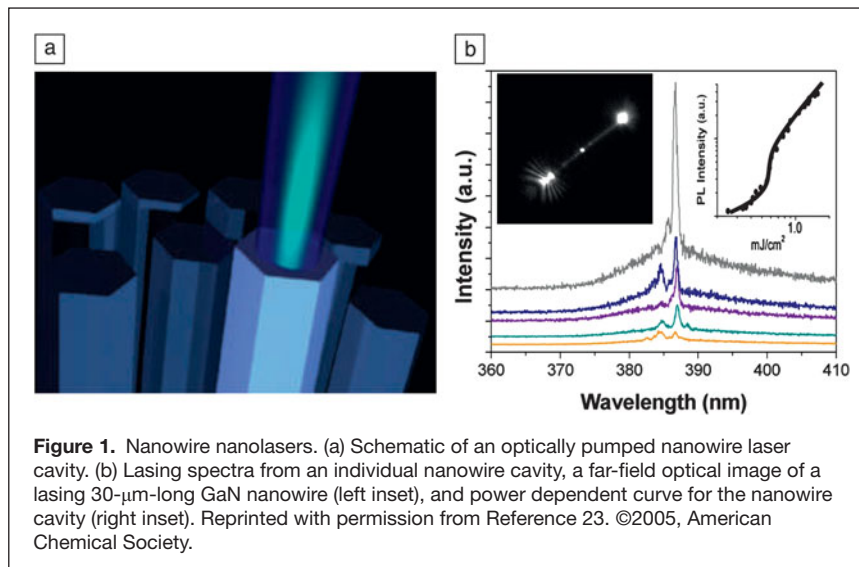 a
b
Intensity (a.u.)
PL Intensity (a.u.)
1.0
mJ/cm²
360 370 380 390 400 410
Wavelength (nm)
Figure 1. Nanowire nanolasers. (a) Schematic of an optically pumped nanowire laser
cavity. (b) Lasing spectra from an individual nanowire cavity, a far-field optical image of a
lasing 30-μm-long GaN nanowire (left inset), and power dependent curve for the nanowire
cavity (right inset). Reprinted with permission from Reference 23. ©2005, American
Chemical Society.